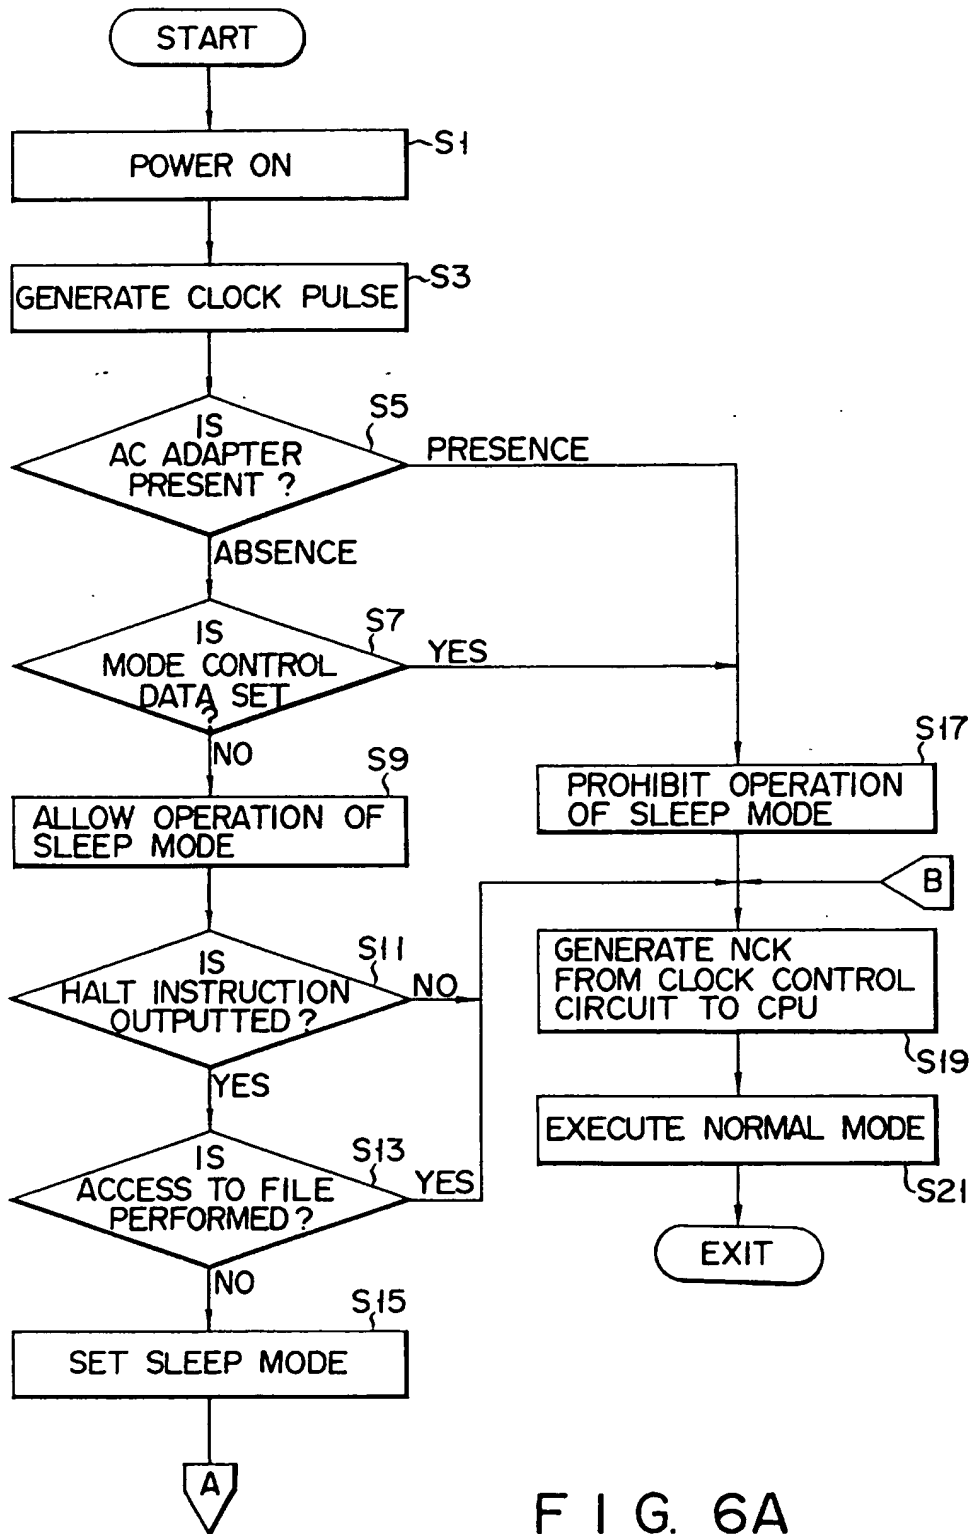 START
POWER ON
S1
GENERATE CLOCK PULSE
S3
IS
AC ADAPTER
PRESENT ?
S5
PRESENCE
ABSENCE
IS
MODE CONTROL
DATA SET
?
S7
YES
NO
ALLOW OPERATION OF
SLEEP MODE
S9
IS
HALT INSTRUCTION
OUTPUTTED ?
S11
NO
YES
IS
ACCESS TO FILE
PERFORMED ?
S13
YES
NO
SET SLEEP MODE
S15
A
PROHIBIT OPERATION
OF SLEEP MODE
S17
B
GENERATE NCK
FROM CLOCK CONTROL
CIRCUIT TO CPU
S19
EXECUTE NORMAL MODE
S21
EXIT
FIG. 6A